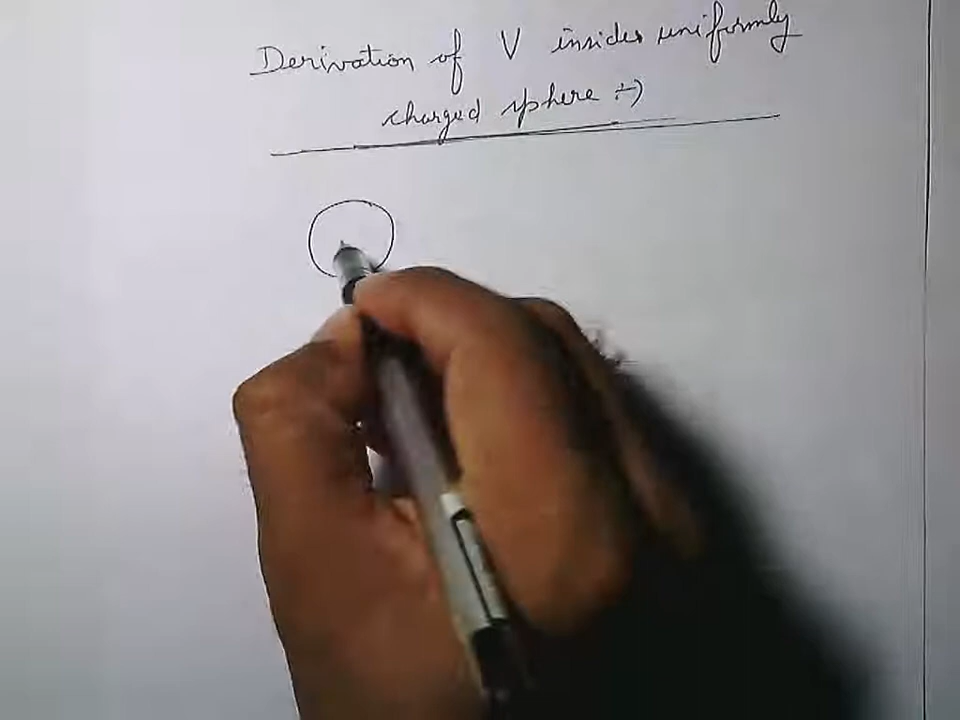 Derivation of V insides uniformly
charged sphere :-)